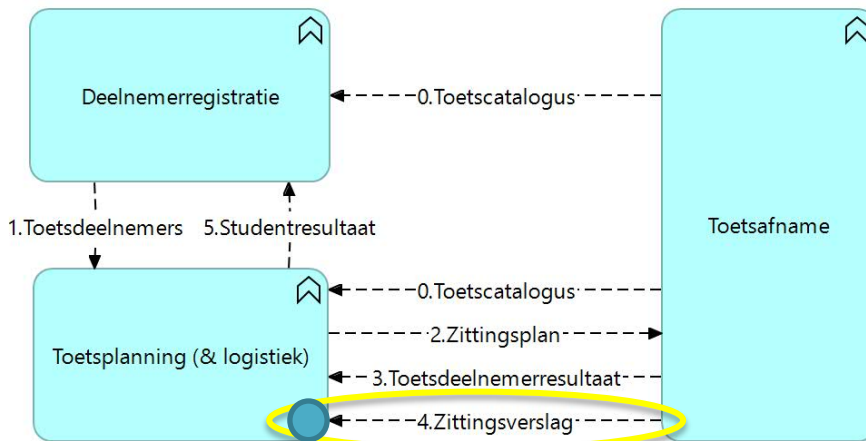 Deelnemerregistratie
0.Toetscatalogus
Toetsafname
1.Toetsdeelnemers
5.Studentresultaat
Toetsplanning (& logistiek)
0.Toetscatalogus
2.Zittingsplan
3.Toetsdeelnemerresultaat
4.Zittingsverslag